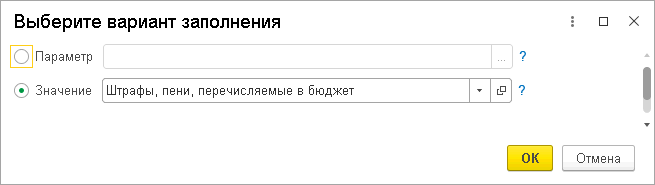 Выберите вариант заполнения
Параметр ... ?
Значение Штрафы, пени, перечисляемые в бюджет ?
ОК Отмена